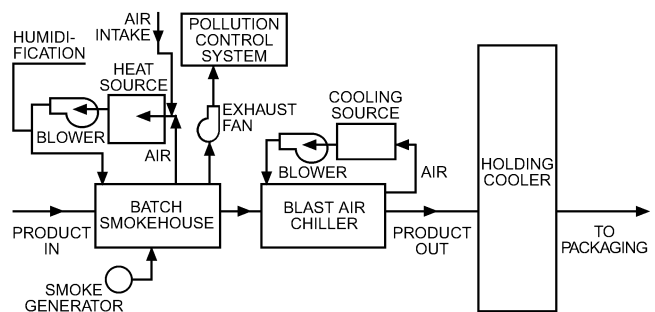 AIR
INTAKE
POLLUTION
CONTROL
SYSTEM
HUMIDI-
FICATION
HEAT
SOURCE
BLOWER
AIR
EXHAUST
FAN
COOLING
SOURCE
BLOWER
AIR
HOLDING
COOLER
BATCH
SMOKEHOUSE
BLAST AIR
CHILLER
PRODUCT
IN
PRODUCT
OUT
TO
PACKAGING
SMOKE
GENERATOR